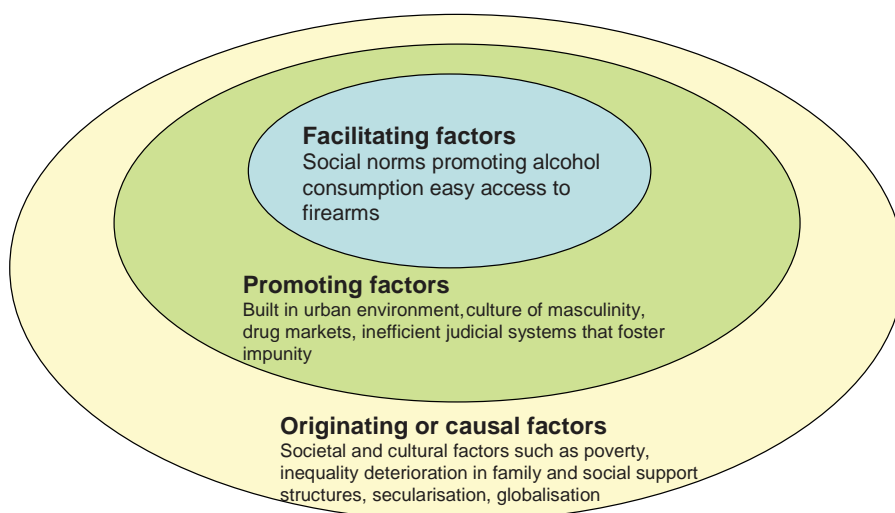 Facilitating factors
Social norms promoting alcohol
consumption easy access to
firearms
Promoting factors
Built in urban environment,culture of masculinity,
drug markets, inefficient judicial systems that foster
impunity
Originating or causal factors
Societal and cultural factors such as poverty,
inequality deterioration in family and social support
structures, secularisation, globalisation